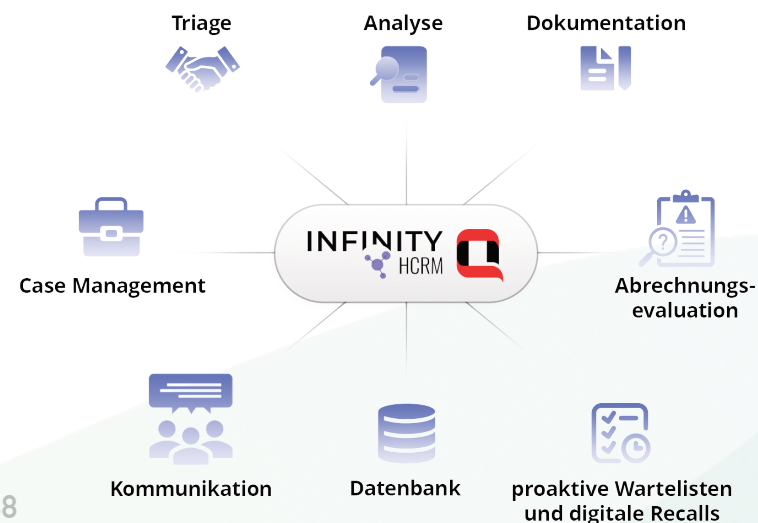 Triage
Analyse
Dokumentation
INFINITY
HCRM
Case Management
Abrechnungs-
evaluation
Kommunikation
Datenbank
proaktive Wartelisten
und digitale Recalls
8